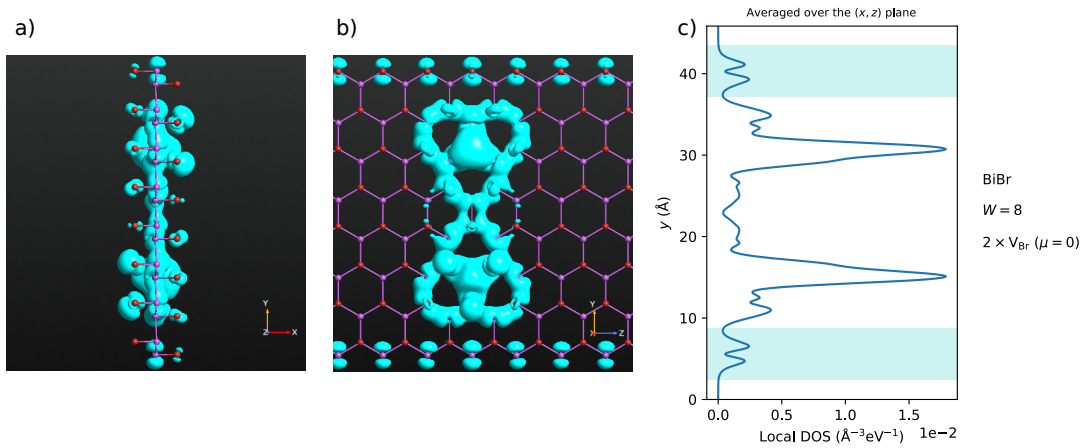 a)
b)
c)
Averaged over the (x, z) plane
Y
Z
X
Y
X
Z
40
30
20
10
0
y (Å)
0.0
0.5
1.0
1.5
1e−2
Local DOS (Å⁻³eV⁻¹)
BiBr
W = 8
2 × V_Br (μ = 0)